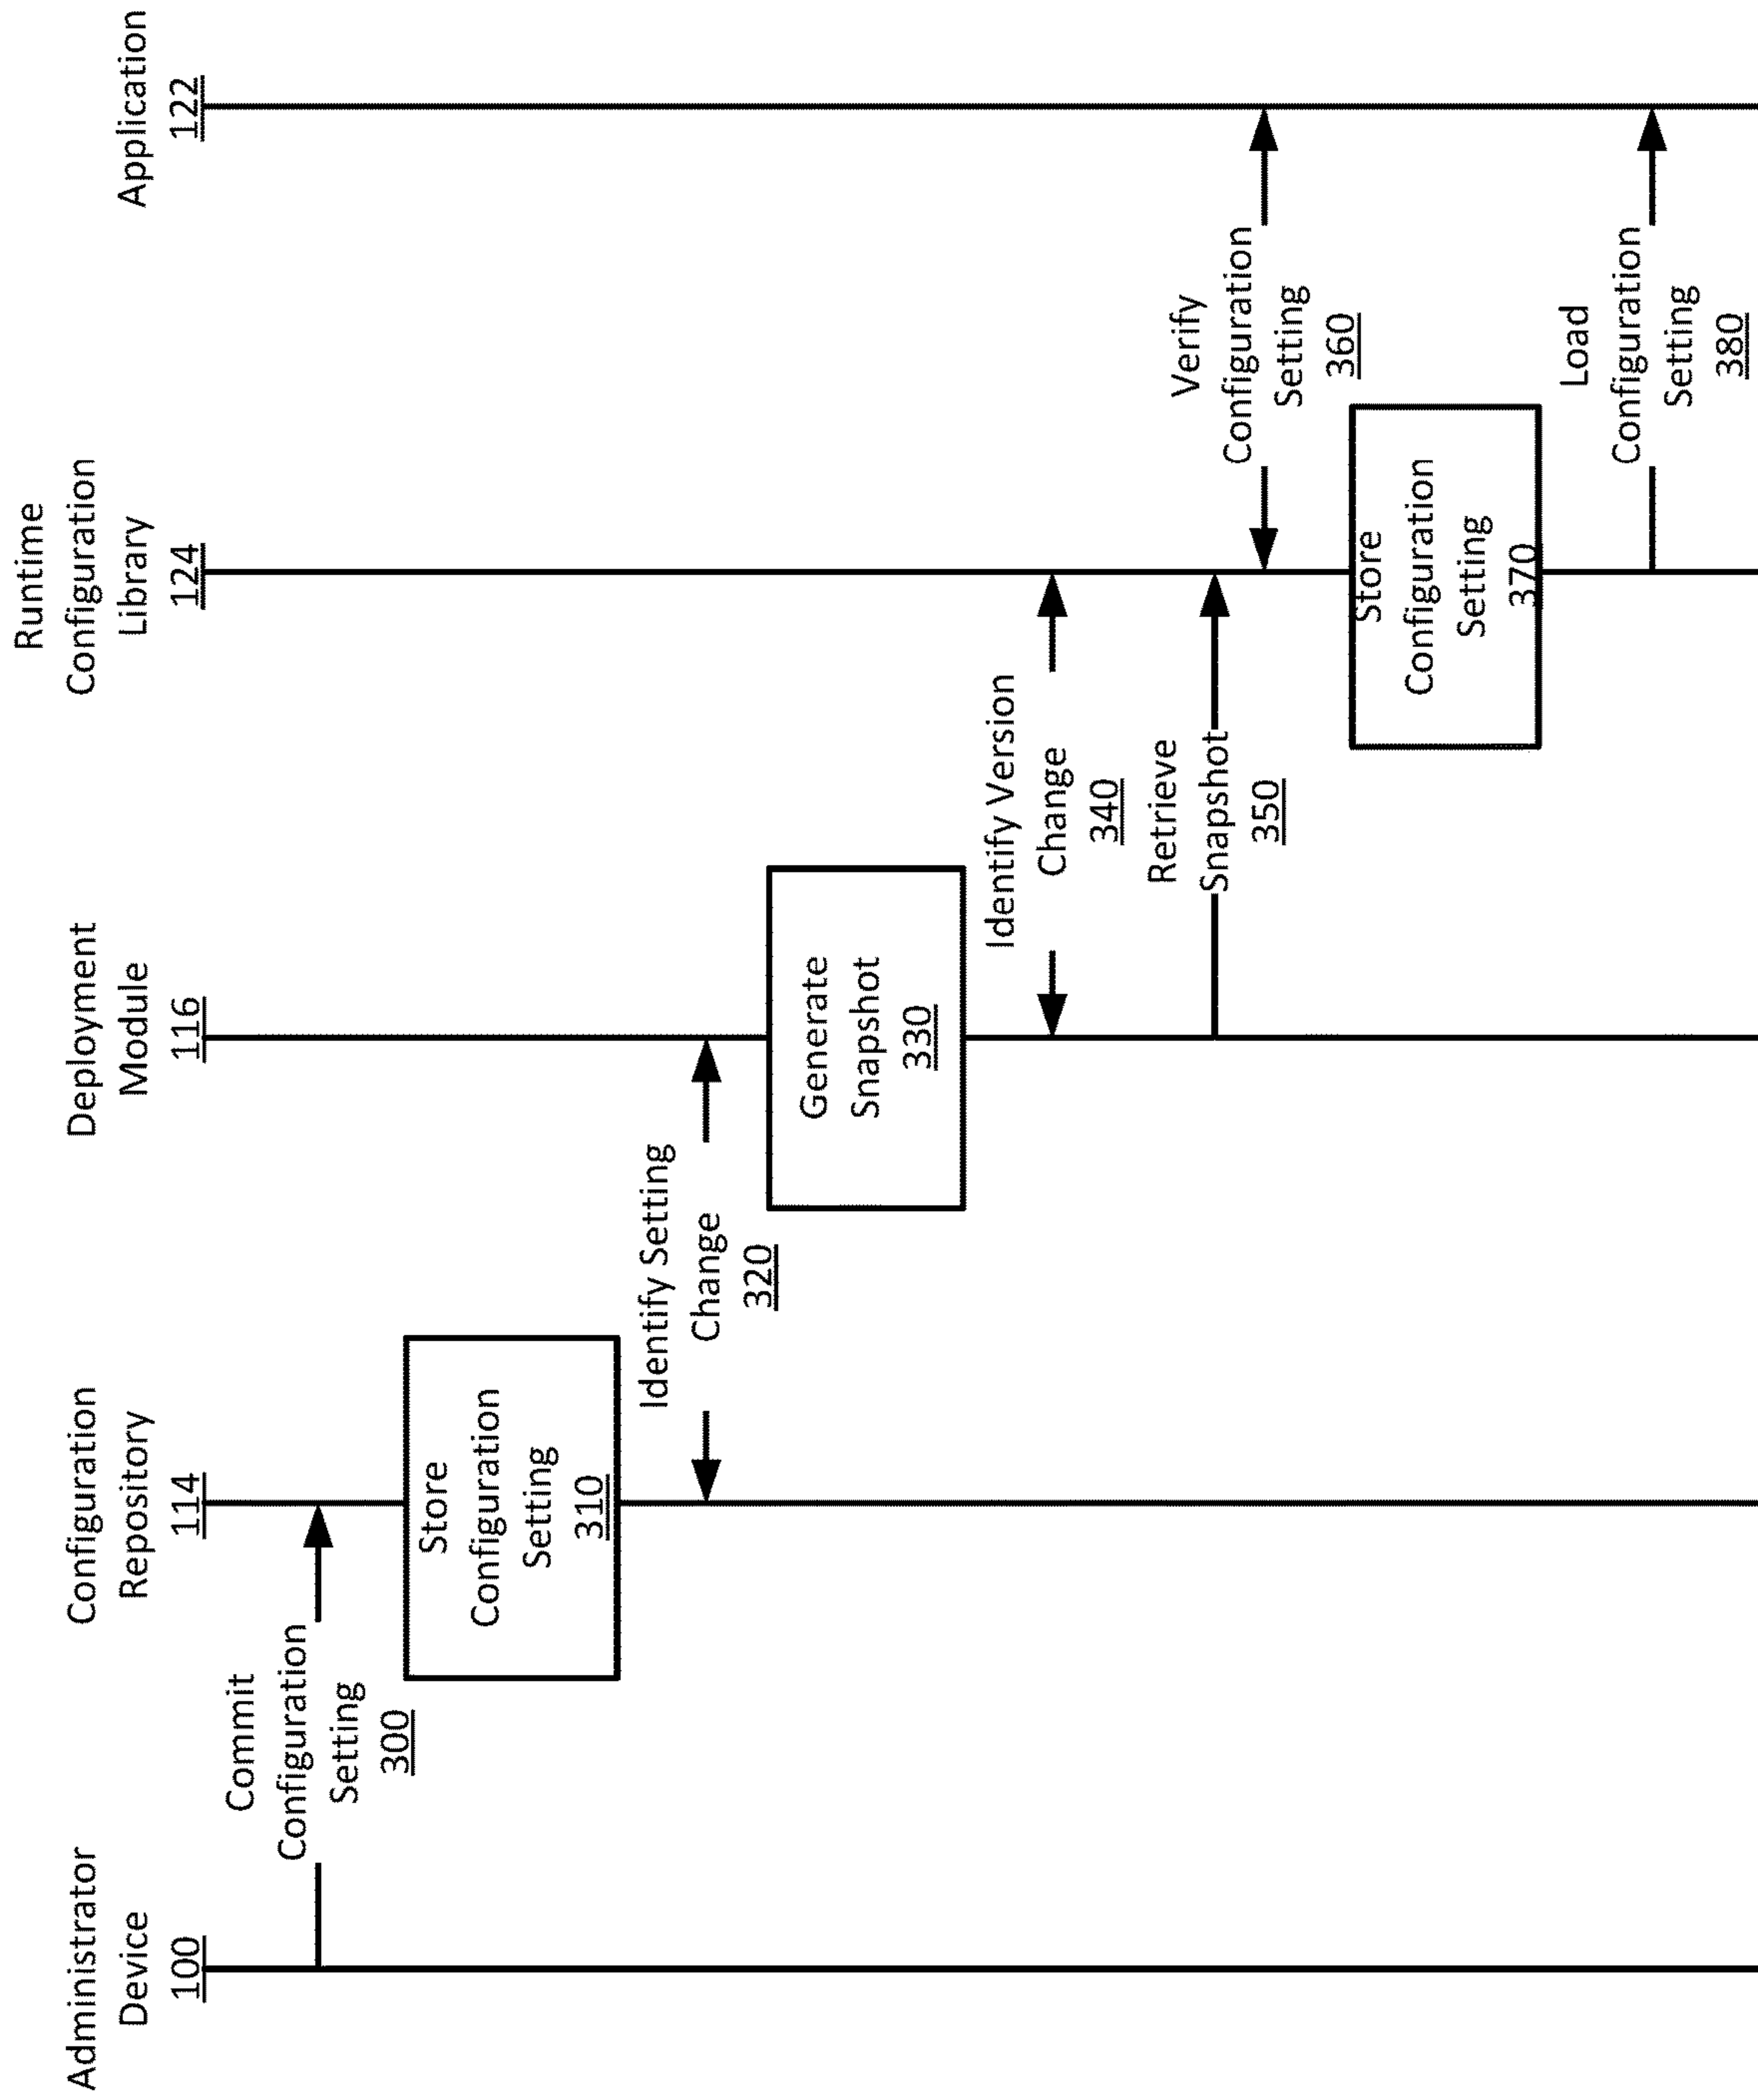 Administrator
Device
100
Configuration
Repository
114
Deployment
Module
116
Runtime
Configuration
Library
124
Application
122
Commit
Configuration
Setting
300
Store
Configuration
Setting
310
Identify Setting
Change
320
Generate
Snapshot
330
Identify Version
Change
340
Retrieve
Snapshot
350
Verify
Configuration
Setting
360
Store
Configuration
Setting
370
Load
Configuration
Setting
380